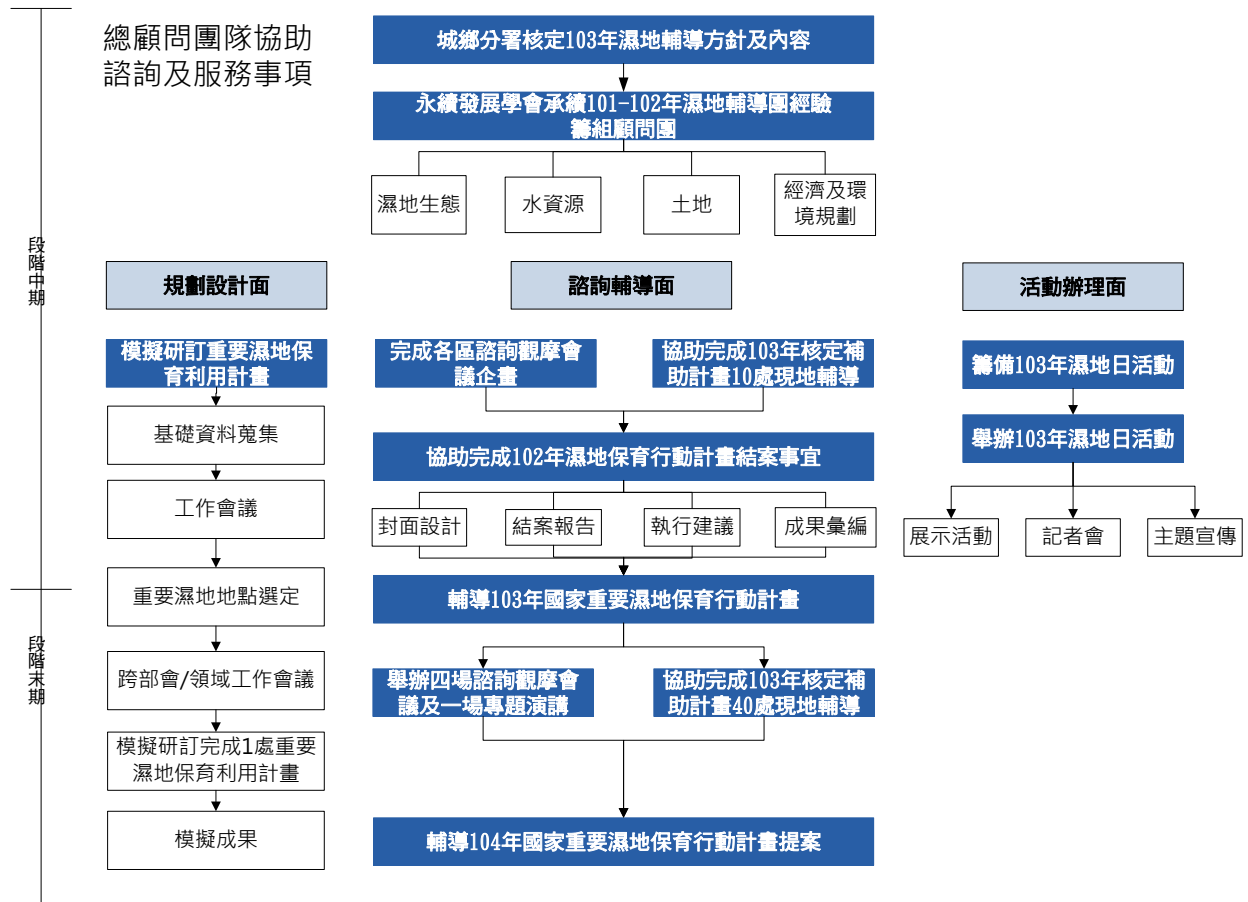 總顧問團隊協助
諮詢及服務事項
城鄉分署核定103年濕地輔導方針及內容
永續發展學會承續101-102年濕地輔導團經驗
籌組顧問團
濕地生態
水資源
土地
經濟及環
境規劃
段階中期
規劃設計面
諮詢輔導面
活動辦理面
模擬研訂重要濕地保
育利用計畫
基礎資料蒐集
工作會議
重要濕地地點選定
跨部會/領域工作會議
模擬研訂完成1處重要
濕地保育利用計畫
模擬成果
完成各區諮詢觀摩會
議企畫
協助完成103年核定補
助計畫10處現地輔導
協助完成102年濕地保育行動計畫結案事宜
封面設計
結案報告
執行建議
成果彙編
輔導103年國家重要濕地保育行動計畫
舉辦四場諮詢觀摩會
議及一場專題演講
協助完成103年核定補
助計畫40處現地輔導
輔導104年國家重要濕地保育行動計畫提案
籌備103年濕地日活動
舉辦103年濕地日活動
展示活動
記者會
主題宣傳
段階末期